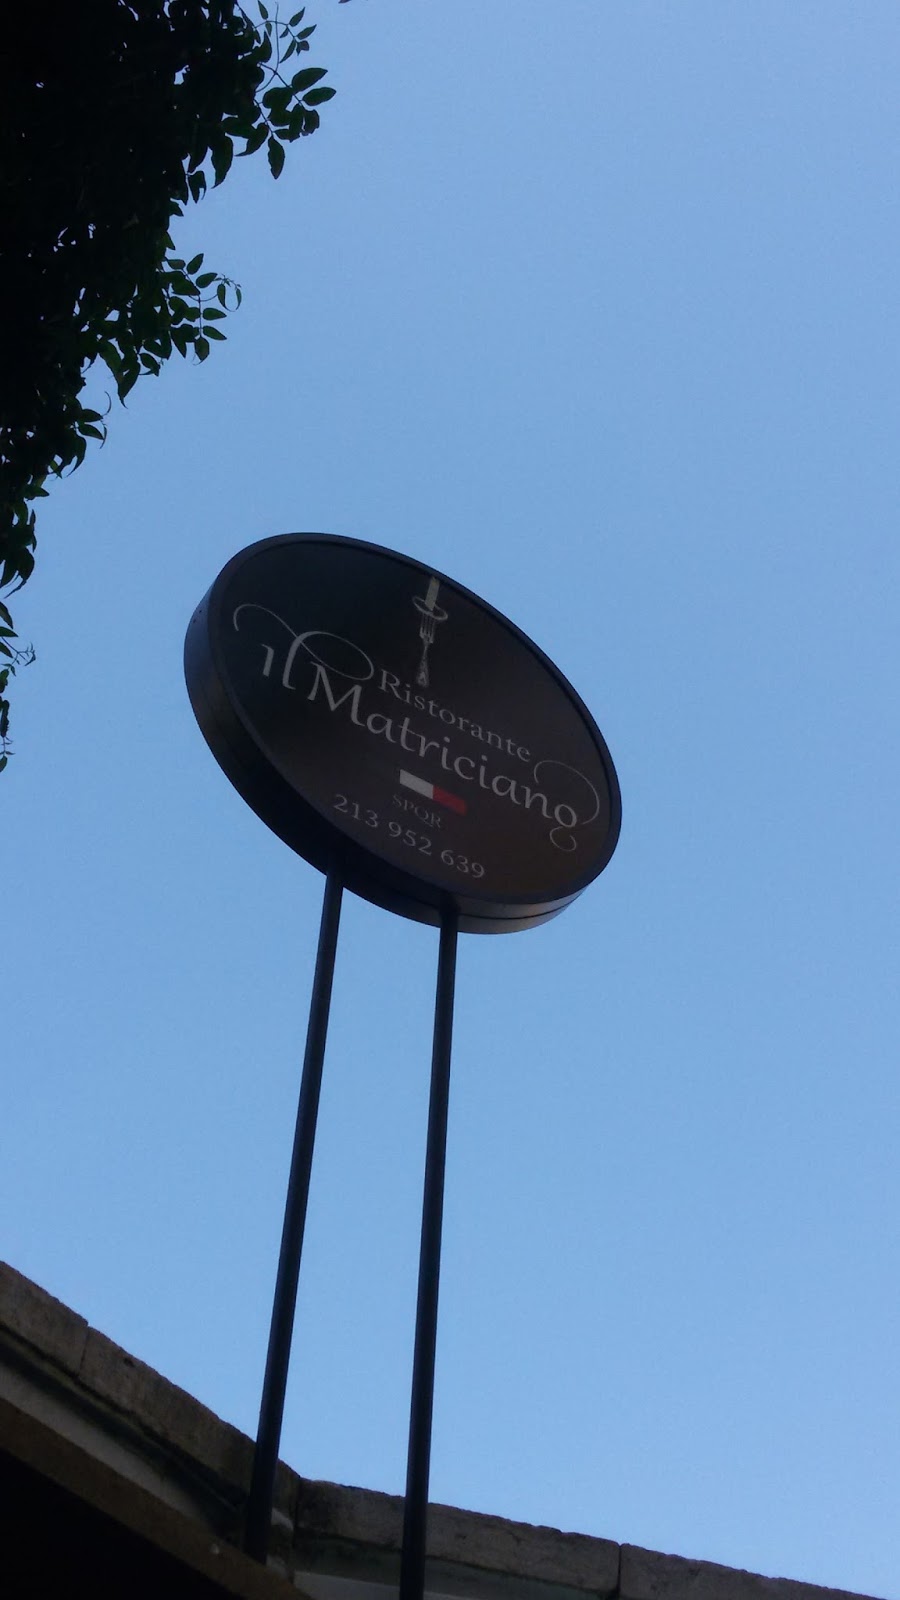 Ristorante
il Matriciano
SPQR
213 952 639